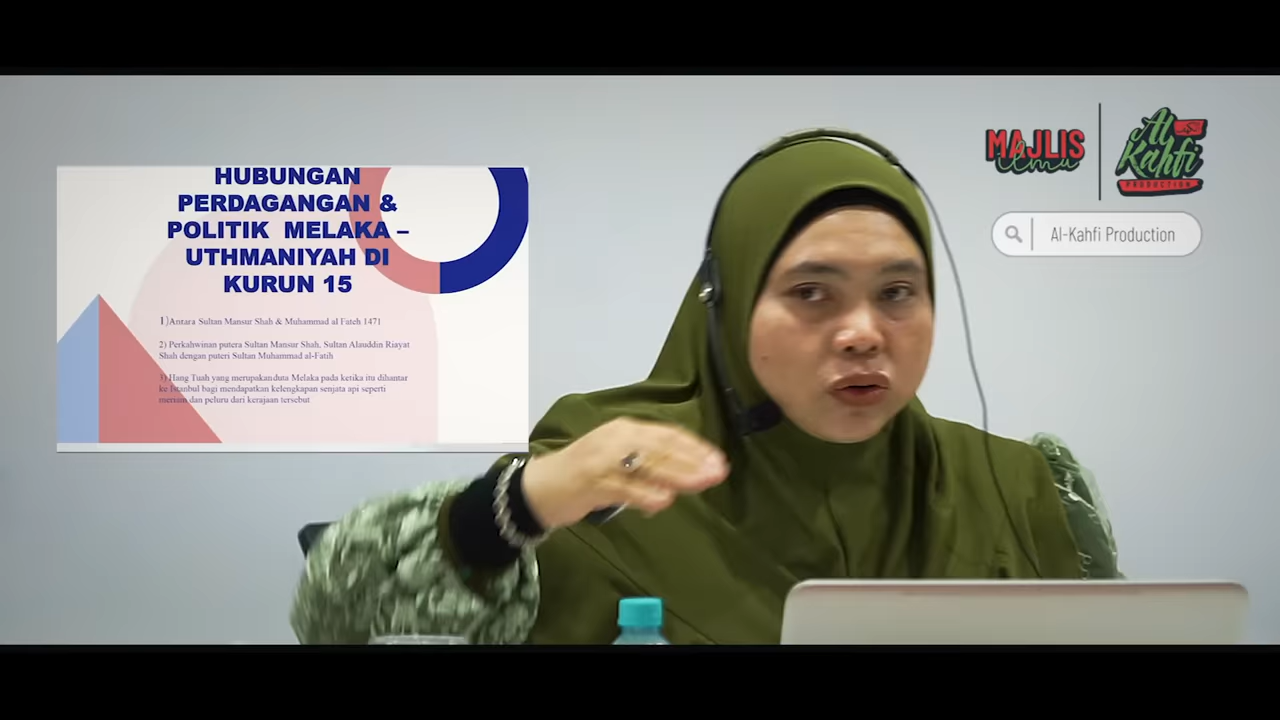 HUBUNGAN
PERDAGANGAN &
POLITIK MELAKA –
UTHMANIYAH DI
KURUN 15
1)Antara Sultan Mansur Shah & Muhammad al Fateh 1471
2) Perkahwinan putera Sultan Mansur Shah. Sultan Alauddin Riayat
Shah dengan puteri Sultan Muhammad al-Fatih
3) Hang Tuah yang merupakan duta Melaka pada ketika itu dihantar
ke Istanbul bagi mendapatkan kelengkapan senjata api seperti
meriam dan peluru dari kerajaan tersebut
MAJLIS
Ilmu
Al
Kahfi
PRODUCTION
Al-Kahfi Production